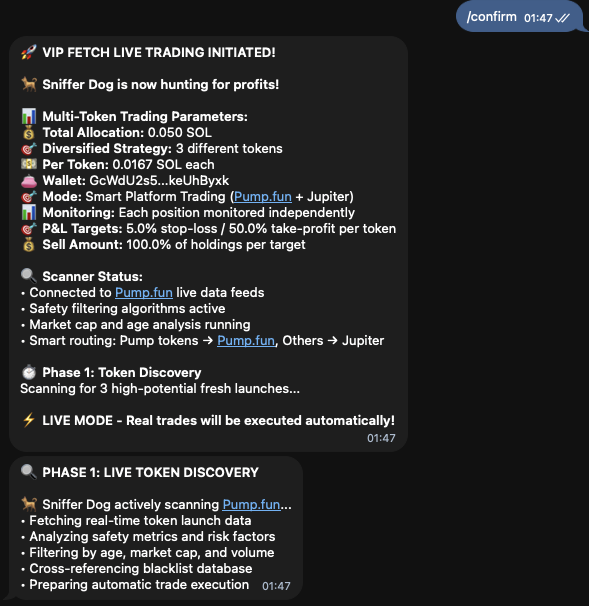 /confirm 01:47
🚀 VIP FETCH LIVE TRADING INITIATED!
🐕 Sniffer Dog is now hunting for profits!
📊 Multi-Token Trading Parameters:
💰 Total Allocation: 0.050 SOL
🎯 Diversified Strategy: 3 different tokens
💵 Per Token: 0.0167 SOL each
👛 Wallet: GcWdU2s5...keUhByxk
🎯 Mode: Smart Platform Trading (Pump.fun + Jupiter)
📊 Monitoring: Each position monitored independently
🎯 P&L Targets: 5.0% stop-loss / 50.0% take-profit per token
💰 Sell Amount: 100.0% of holdings per target
🔍 Scanner Status:
• Connected to Pump.fun live data feeds
• Safety filtering algorithms active
• Market cap and age analysis running
• Smart routing: Pump tokens → Pump.fun, Others → Jupiter
⏱️ Phase 1: Token Discovery
Scanning for 3 high-potential fresh launches...
⚡ LIVE MODE - Real trades will be executed automatically!
01:47
🔍 PHASE 1: LIVE TOKEN DISCOVERY
🐕 Sniffer Dog actively scanning Pump.fun...
• Fetching real-time token launch data
• Analyzing safety metrics and risk factors
• Filtering by age, market cap, and volume
• Cross-referencing blacklist database
• Preparing automatic trade execution 01:47